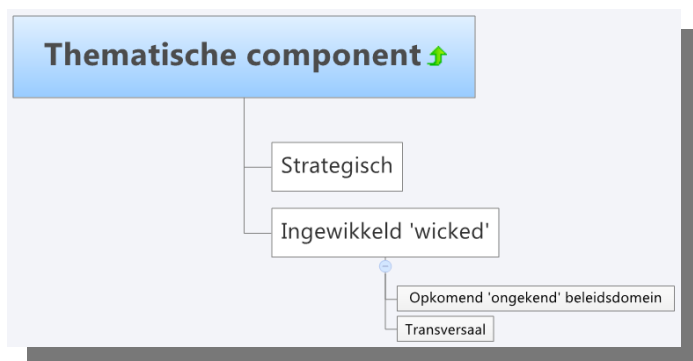 Thematische component
Strategisch
Ingewikkeld 'wicked'
Opkomend 'ongekend' beleidsdomein
Transversaal